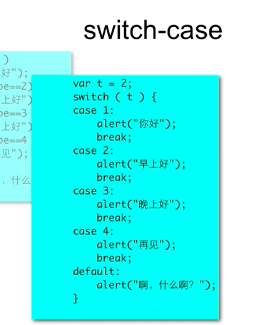 switch-case
)
好");
pe==2)
上好"
pe==3
上好")
pe==4
再见")
，什么
var t = 2;
switch ( t ) {
case 1:
alert("你好");
break;
case 2:
alert("早上好");
break;
case 3:
alert("晚上好");
break;
case 4:
alert("再见");
break;
default:
alert("啊，什么啊？");
}